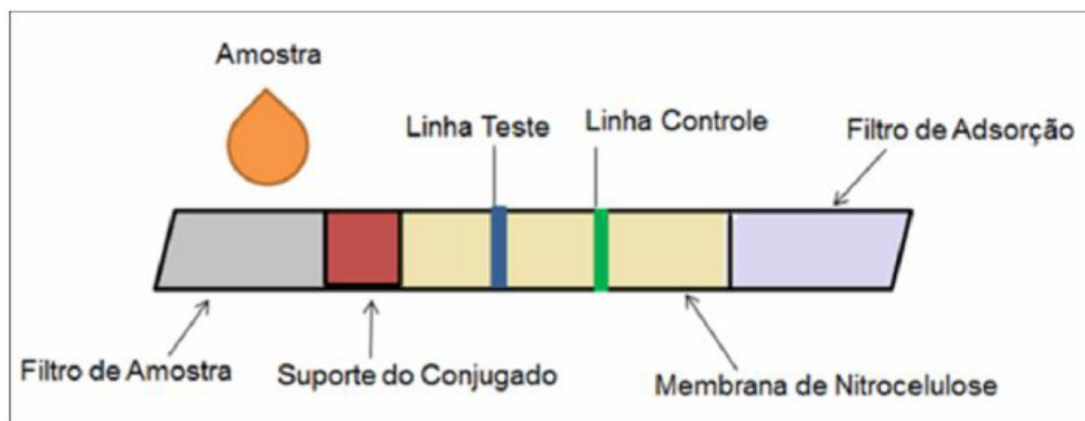 Amostra
Linha Teste
Linha Controle
Filtro de Adsorção
Filtro de Amostra
Suporte do Conjugado
Membrana de Nitrocelulose